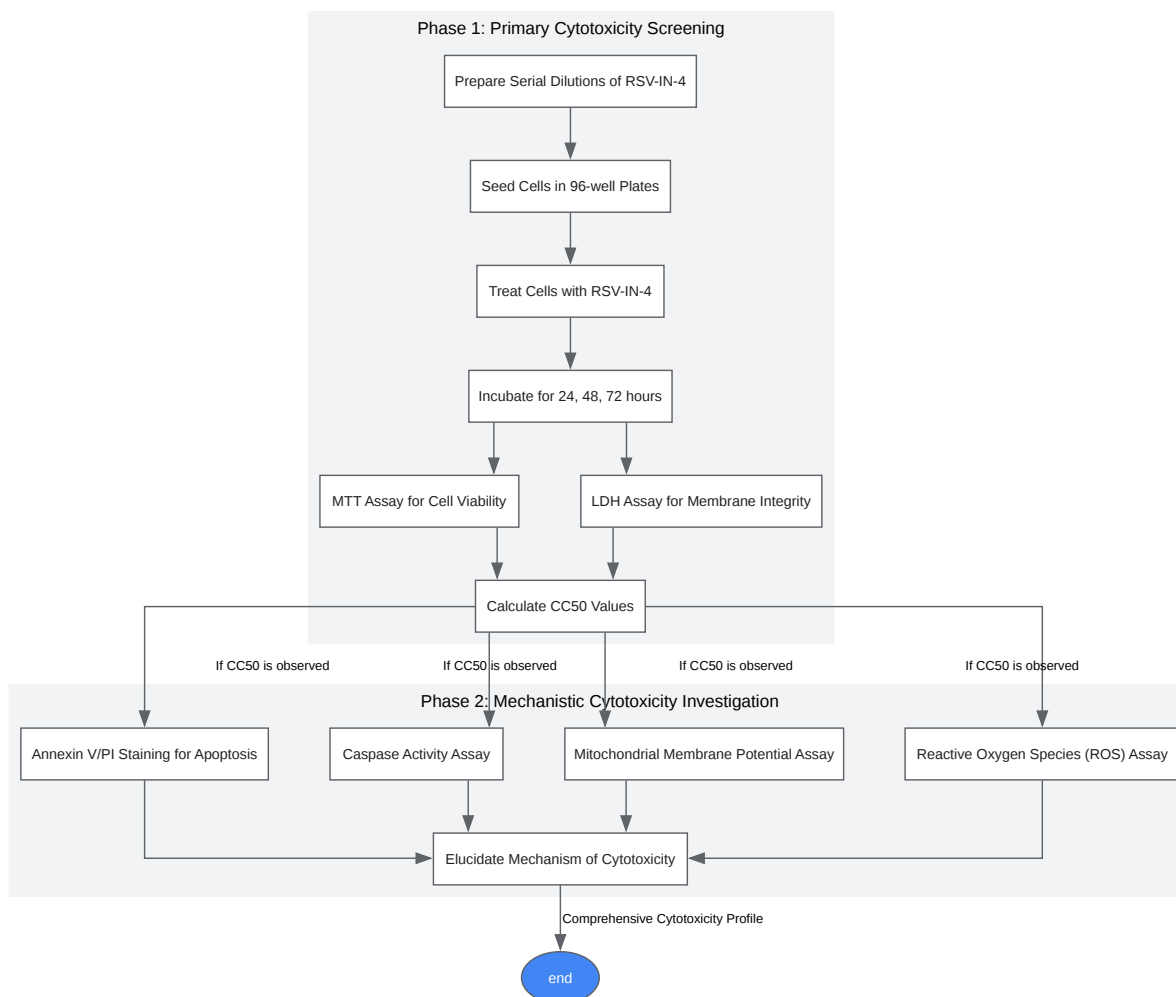 Phase 1: Primary Cytotoxicity Screening
Prepare Serial Dilutions of RSV-IN-4
Seed Cells in 96-well Plates
Treat Cells with RSV-IN-4
Incubate for 24, 48, 72 hours
MTT Assay for Cell Viability
LDH Assay for Membrane Integrity
Calculate CC50 Values
If CC50 is observed
If CC50 is observed
If CC50 is observed
If CC50 is observed
Phase 2: Mechanistic Cytotoxicity Investigation
Annexin V/PI Staining for Apoptosis
Caspase Activity Assay
Mitochondrial Membrane Potential Assay
Reactive Oxygen Species (ROS) Assay
Elucidate Mechanism of Cytotoxicity
Comprehensive Cytotoxicity Profile
end